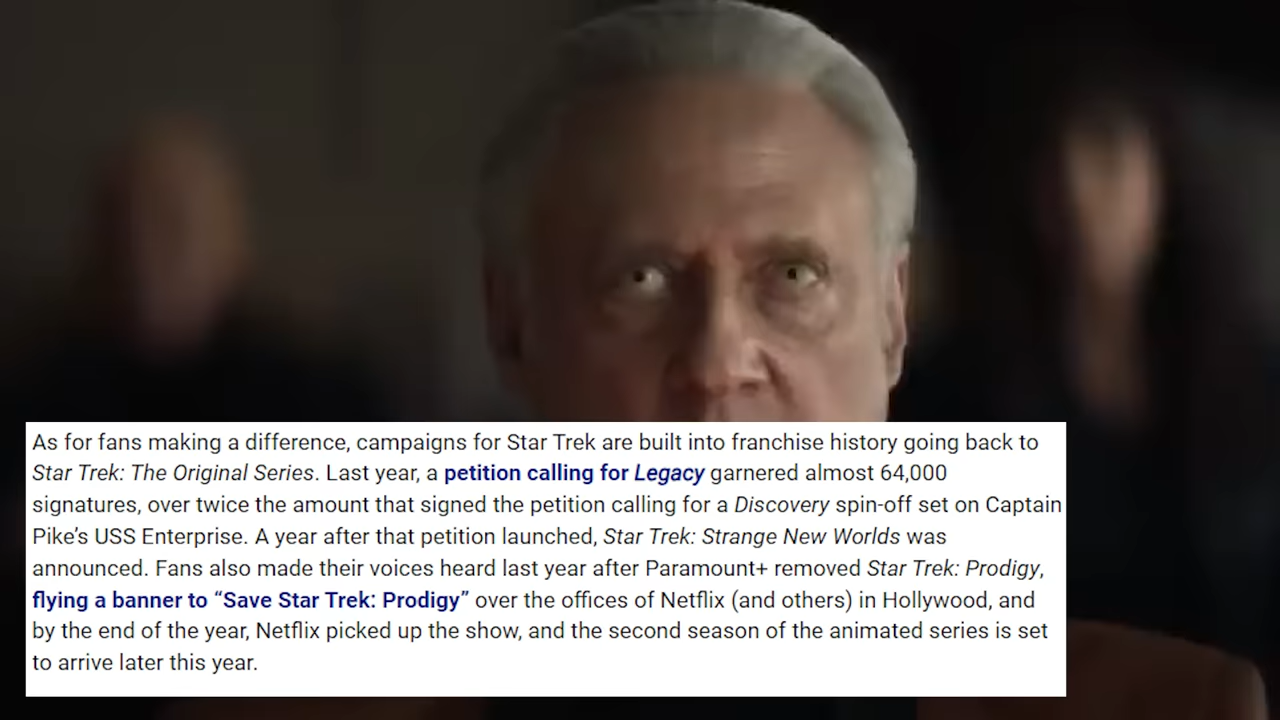 As for fans making a difference, campaigns for Star Trek are built into franchise history going back to
Star Trek: The Original Series. Last year, a petition calling for Legacy garnered almost 64,000
signatures, over twice the amount that signed the petition calling for a Discovery spin-off set on Captain
Pike’s USS Enterprise. A year after that petition launched, Star Trek: Strange New Worlds was
announced. Fans also made their voices heard last year after Paramount+ removed Star Trek: Prodigy,
flying a banner to “Save Star Trek: Prodigy” over the offices of Netflix (and others) in Hollywood, and
by the end of the year, Netflix picked up the show, and the second season of the animated series is set
to arrive later this year.